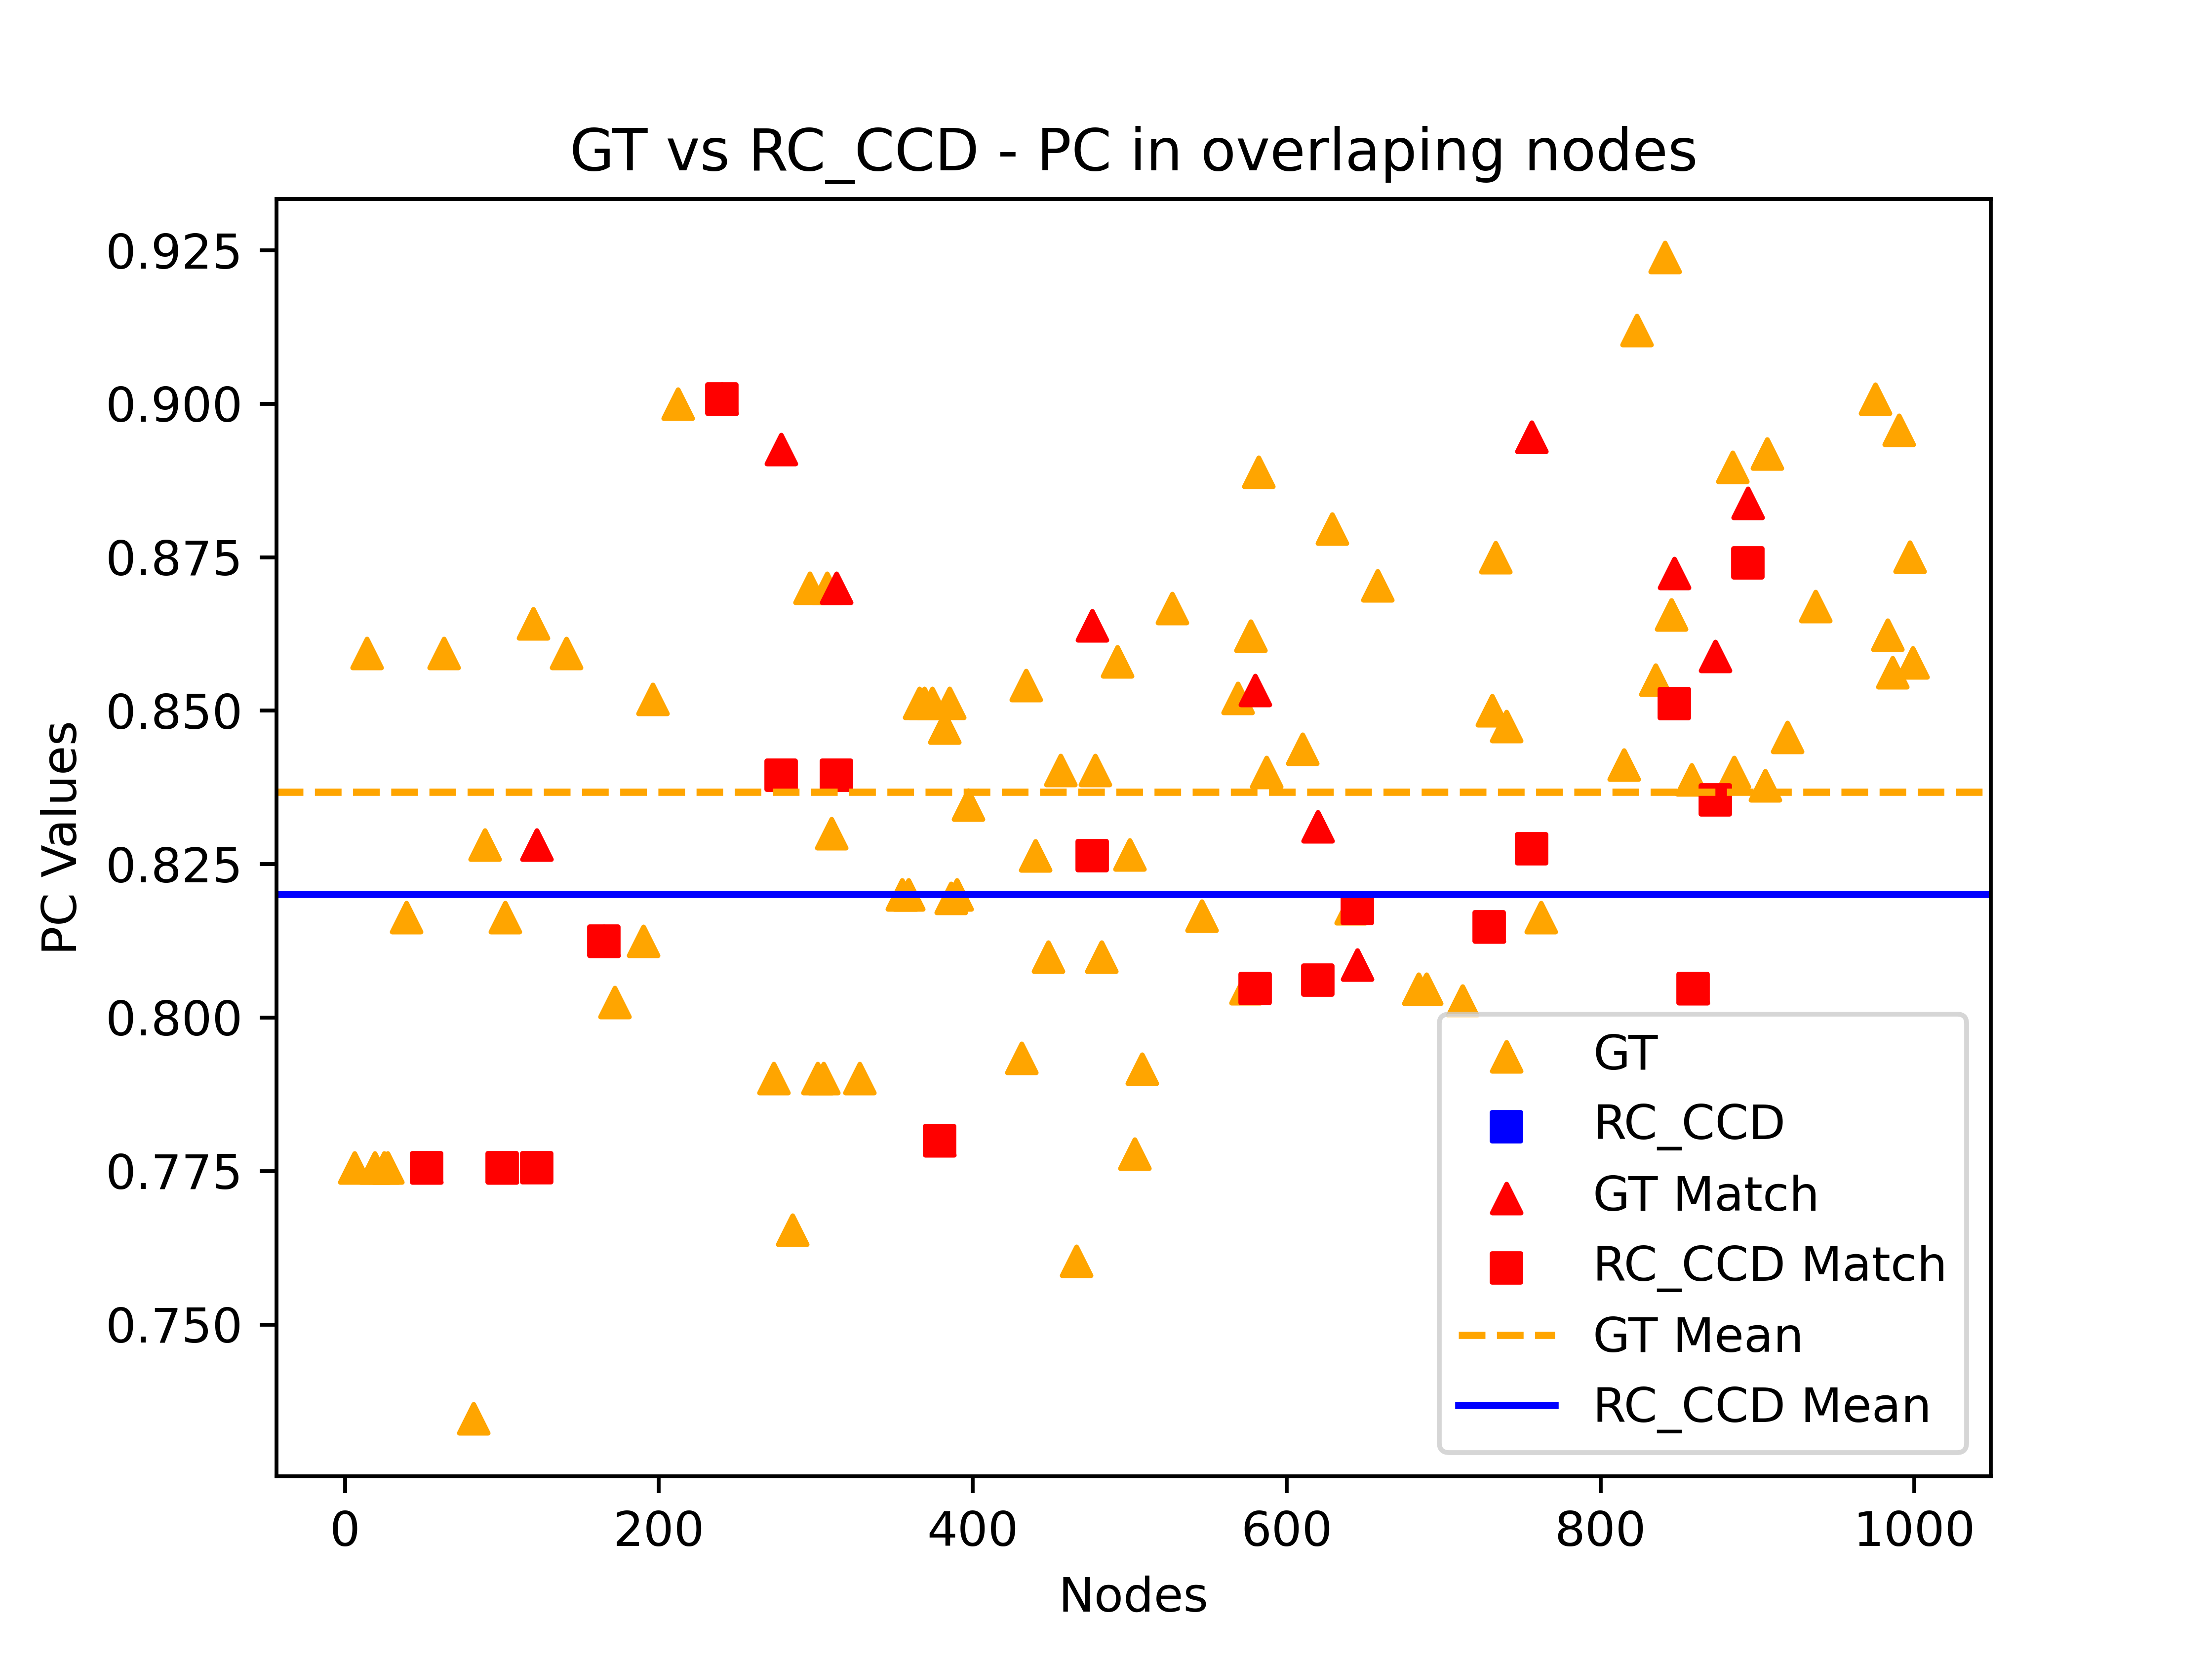 GT vs RC_CCD - PC in overlaping nodes
PC Values
0.925
0.900
0.875
0.850
0.825
0.800
0.775
0.750
GT
RC_CCD
GT Match
RC_CCD Match
GT Mean
RC_CCD Mean
0 200 400 600 800 1000
Nodes